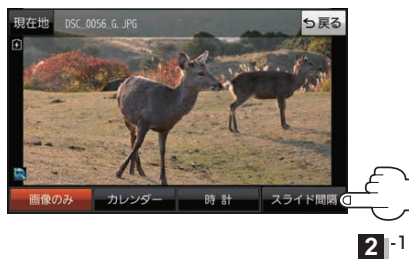 現在地 DSC_0056_G.JPG 戻る
画像のみ カレンダー 時計 スライド間隔
2-1